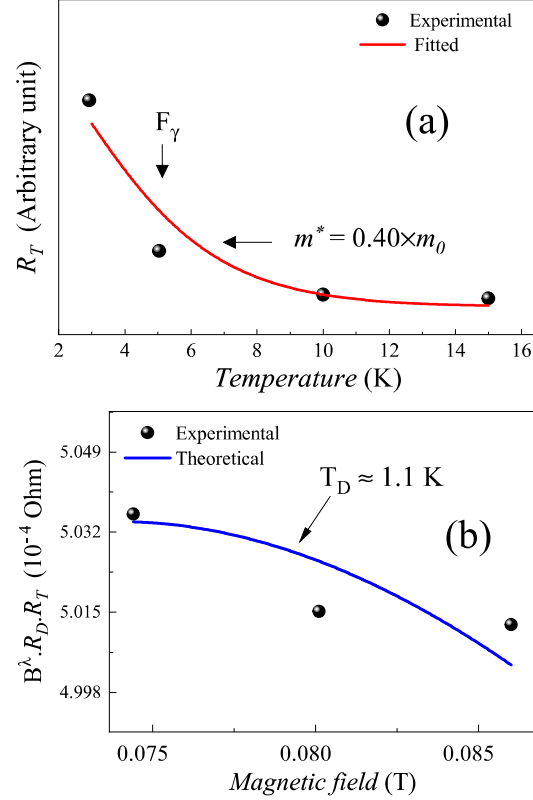 Experimental
Fitted
(a)
F_γ
m* = 0.40×m_0
R_T (Arbitrary unit)
2 4 6 8 10 12 14 16
Temperature (K)
Experimental
Theoretical
T_D ≈ 1.1 K
(b)
5.049
5.032
5.015
4.998
B^λ.R_D.R_T (10^-4 Ohm)
0.075 0.080 0.085
Magnetic field (T)